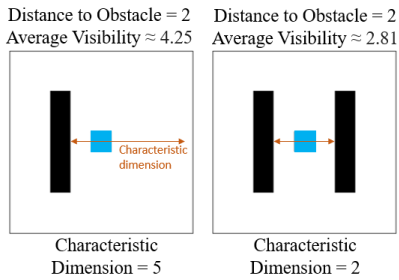 Distance to Obstacle = 2
Average Visibility ≈ 4.25
Characteristic
dimension
Characteristic
Dimension = 5
Distance to Obstacle = 2
Average Visibility ≈ 2.81
Characteristic
Dimension = 2